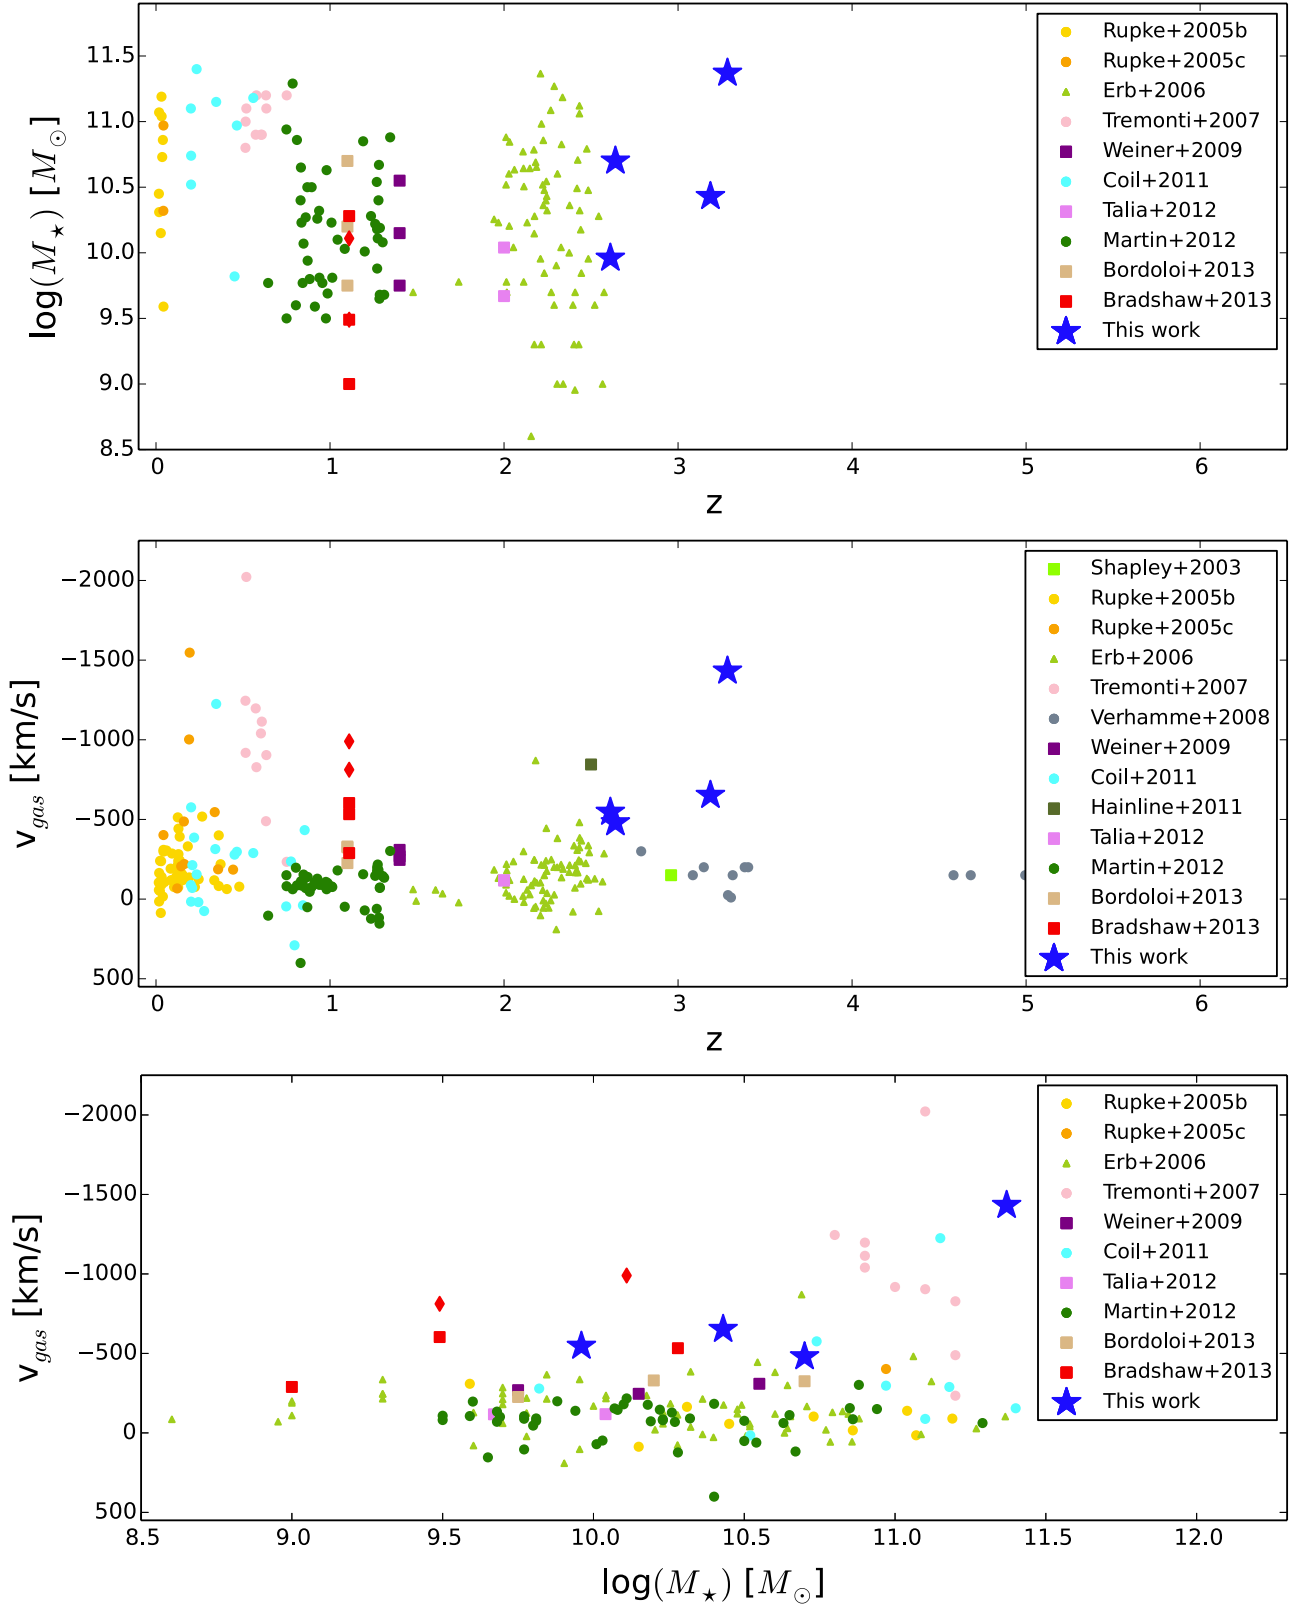 log(M⋆) [M⊙]
11.5
11.0
10.5
10.0
9.5
9.0
8.5
0 1 2 3 4 5 6
z
Rupke+2005b
Rupke+2005c
Erb+2006
Tremonti+2007
Weiner+2009
Coil+2011
Talia+2012
Martin+2012
Bordoloi+2013
Bradshaw+2013
This work
v_gas [km/s]
−2000
−1500
−1000
−500
0
500
0 1 2 3 4 5 6
z
Shapley+2003
Rupke+2005b
Rupke+2005c
Erb+2006
Tremonti+2007
Verhamme+2008
Weiner+2009
Coil+2011
Hainline+2011
Talia+2012
Martin+2012
Bordoloi+2013
Bradshaw+2013
This work
v_gas [km/s]
−2000
−1500
−1000
−500
0
500
8.5 9.0 9.5 10.0 10.5 11.0 11.5 12.0
log(M⋆) [M⊙]
Rupke+2005b
Rupke+2005c
Erb+2006
Tremonti+2007
Weiner+2009
Coil+2011
Talia+2012
Martin+2012
Bordoloi+2013
Bradshaw+2013
This work